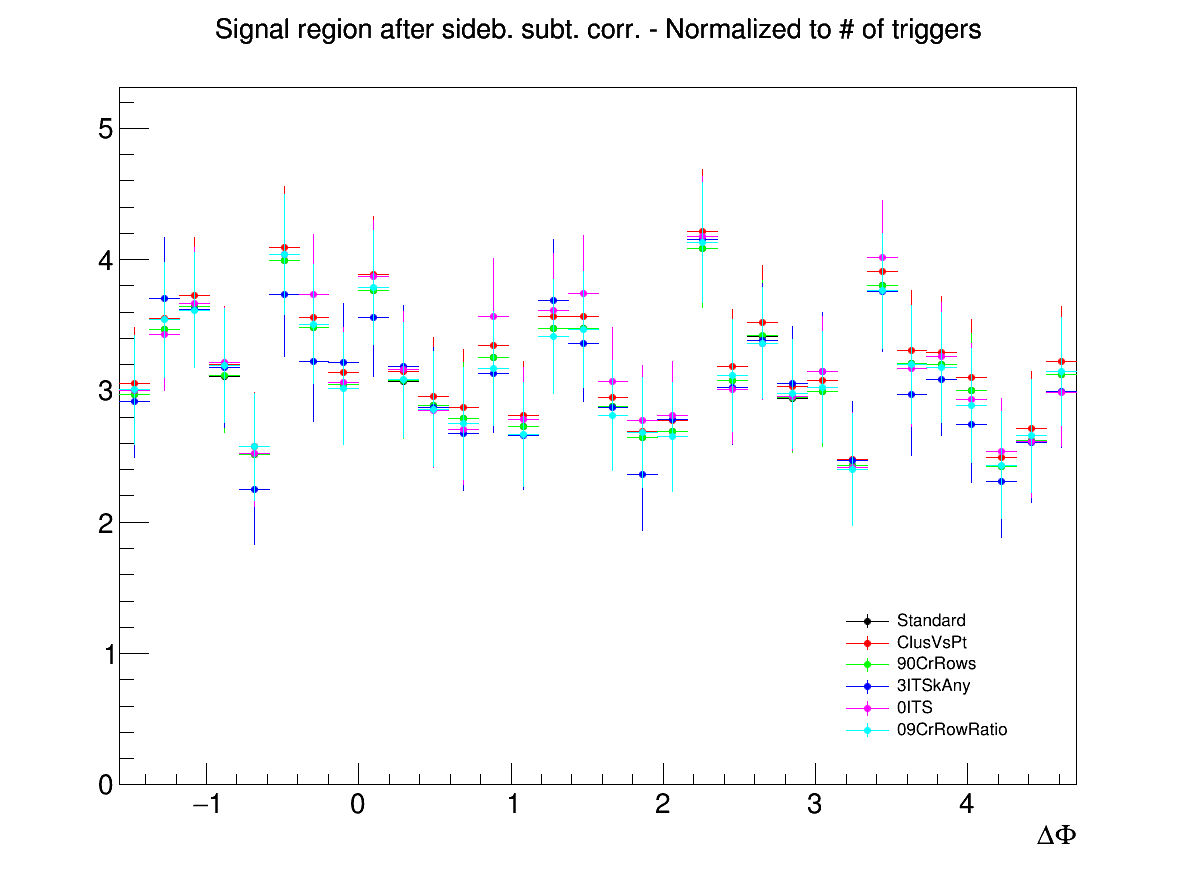 Signal region after sideb. subt. corr. - Normalized to # of triggers
5
4
3
2
1
0
Standard
ClusVsPt
90CrRows
3ITSkAny
0ITS
09CrRowRatio
−1 0 1 2 3 4
ΔΦ